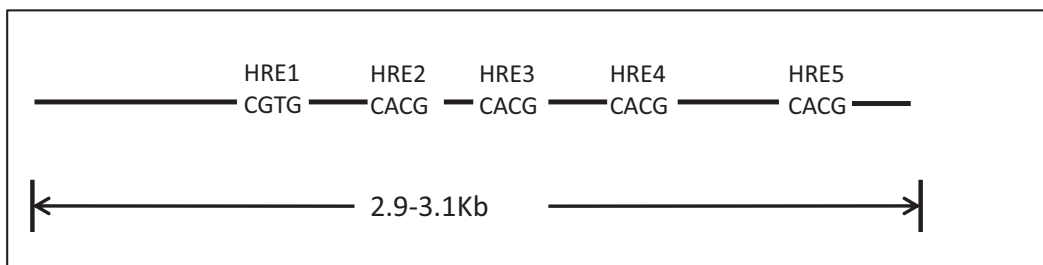 HRE1 HRE2 HRE3 HRE4 HRE5
CGTG CACG CACG CACG CACG
2.9-3.1Kb